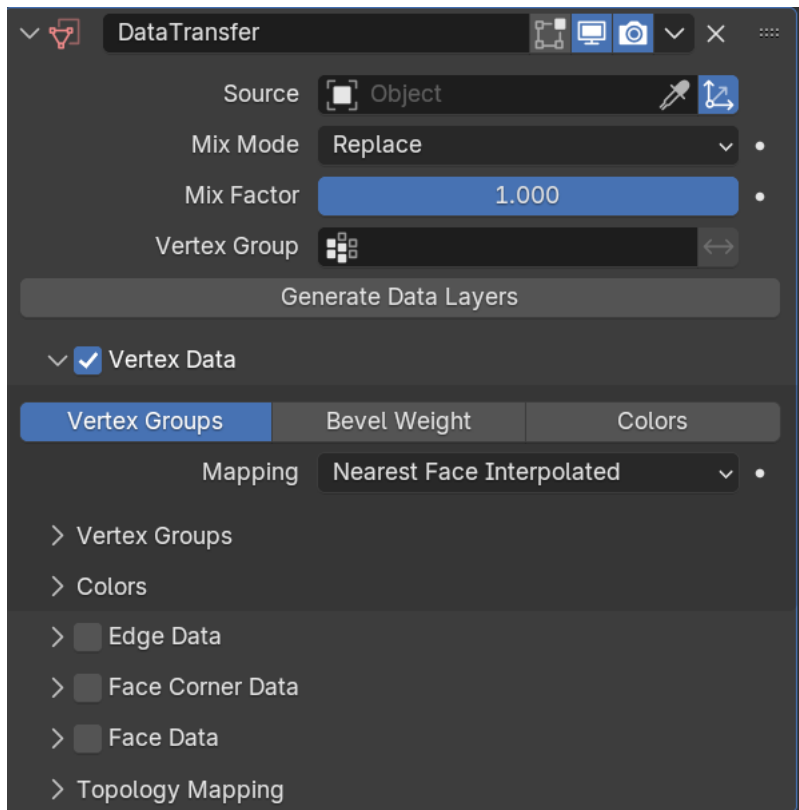 DataTransfer
Source Object
Mix Mode Replace
Mix Factor 1.000
Vertex Group
Generate Data Layers
Vertex Data
Vertex Groups Bevel Weight Colors
Mapping Nearest Face Interpolated
Vertex Groups
Colors
Edge Data
Face Corner Data
Face Data
Topology Mapping